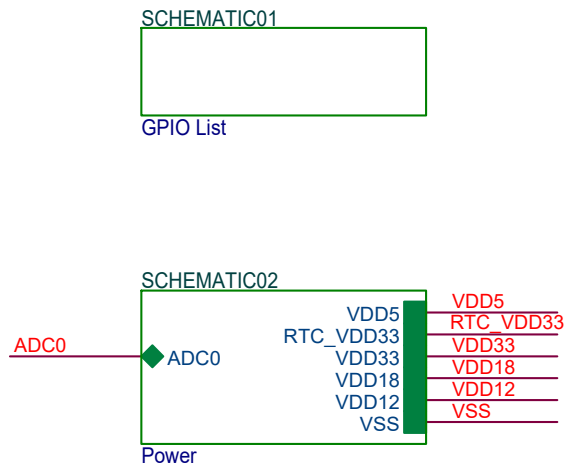 SCHEMATIC01
GPIO List
SCHEMATIC02
VDD5 VDD5
RTC_VDD33 RTC_VDD33
ADC0 ADC0 VDD33 VDD33
VDD18 VDD18
VDD12 VDD12
VSS VSS
Power